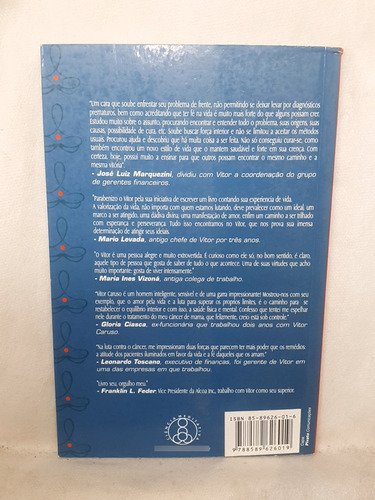 "Um cara que soube enfrentar seu problema de frente, não permitindo se deixar levar por diagnósticos
prematuros, bem como acreditando que ter fé na vida é muito mais forte do que alguns possam crer.
Estudou muito sobre o assunto, procurando encontrar e entender todo o problema, suas origens, suas
causas, possibilidade de cura, etc. Soube buscar força interior e não se limitou a aceitar os métodos
usuais. Procurou ajuda e descobriu que há muita coisa a ser feita. Não só conseguiu curar-se, como
também encontrou um novo estilo de vida que o mantem saudável e forte em sua crença. Com
certeza, hoje, possui muito a ensinar para que outros possam encontrar o mesmo caminho e a
mesma vitória".
- José Luiz Marquezini, dividiu com Vitor a coordenação do grupo
de gerentes financeiros.
"Parabenizo o Vitor pela sua iniciativa de escrever um livro contando sua experiencia de vida.
A valorização da vida, não importa com quem estamos lutando, deve prevalecer como um ideal, um
marco a ser atingido, uma dádiva divina, uma manifestação de amor, enfim um caminho a ser trilhado
com esperança e perseverança. Tudo isso encontramos no Vitor, que nos prova sua imensa
determinação de atingir seus ideais.
- Mario Levada, antigo chefe de Vitor por três anos.
"O Vitor é uma pessoa alegre e muito extrovertida. E curioso como ele só, no bom sentido, é claro,
aquele tipo de pessoa que gosta de saber de tudo o que acontece. Uma de suas virtudes que acho
muito importante: gosta de viver intensamente."
- Maria Ines Vizoná, antiga colega de trabalho.
"Vitor Caruso é um homem inteligente, sensível e de uma garra impressionante! Mostrou-nos com seu
exemplo, que o amor pela vida e a luta para superar os proprios limites, é o caminho para se
restabelecer o equilíbrio interior e com isso, a saúde física e mental. Confesso que tentei me espelhar
nele durante o tratamento do meu câncer de mama, que felizmente, creio está sob controle."
- Gloria Ciasca, ex-funcionária que trabalhou dois anos com Vitor
Caruso.
"Na luta contra o câncer, me impressionam duas forças que parecem ter mais poder que os remédios:
a atitude dos pacientes iluminados em favor da vida e a fé daqueles que os amam."
- Leonardo Toscano, executivo de finanças, foi gerente de Vitor em
uma das empresas em que trabalhou.
"Livro seu, orgulho meu."
- Franklin L. Feder, Vice Presidente da Alcoa Inc., trabalho com Vitor como seu superior.
ISBN 85-89626-01-6
9 788589 626019